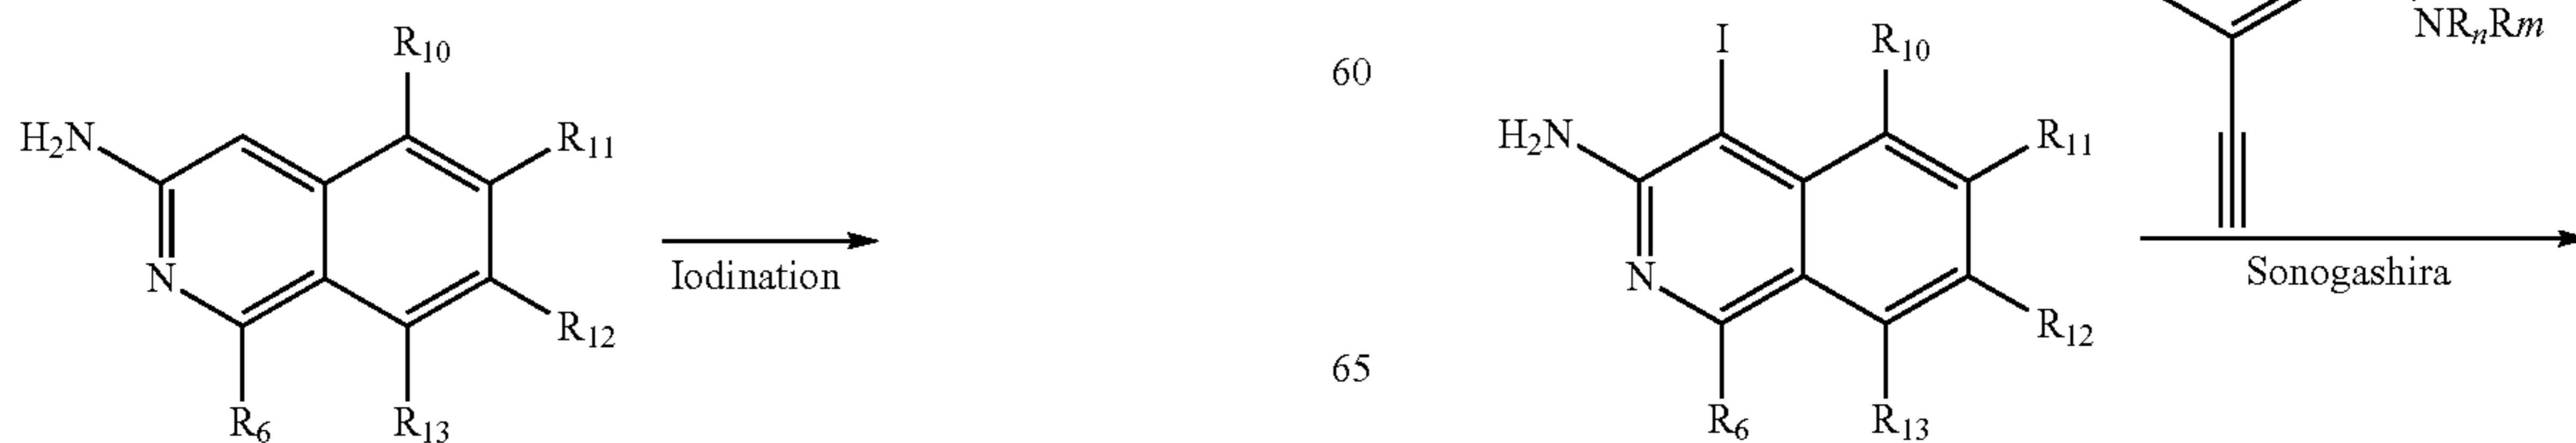 R10
H2N
R11
N
R12
R6
R13
Iodination
60
65
I
R10
H2N
R11
N
R12
R6
R13
NRnRm
Sonogashira